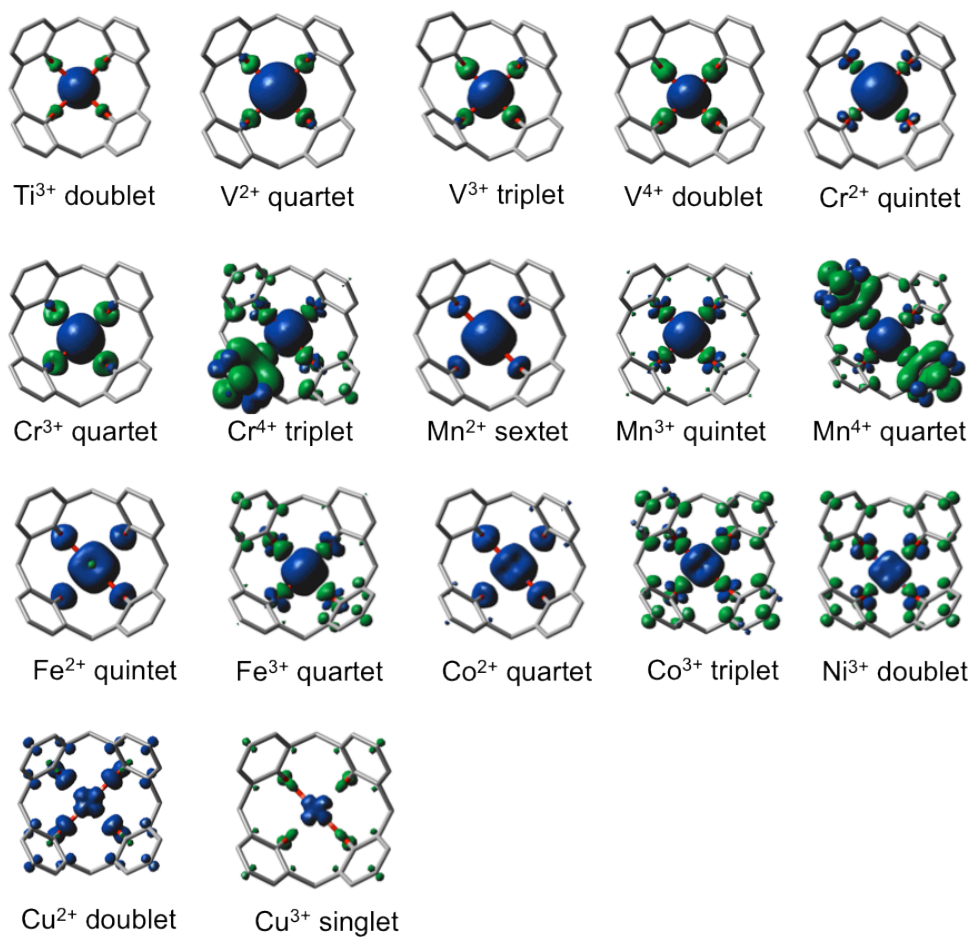 Ti³⁺ doublet V²⁺ quartet V³⁺ triplet V⁴⁺ doublet Cr²⁺ quintet
Cr³⁺ quartet Cr⁴⁺ triplet Mn²⁺ sextet Mn³⁺ quintet Mn⁴⁺ quartet
Fe²⁺ quintet Fe³⁺ quartet Co²⁺ quartet Co³⁺ triplet Ni³⁺ doublet
Cu²⁺ doublet Cu³⁺ singlet